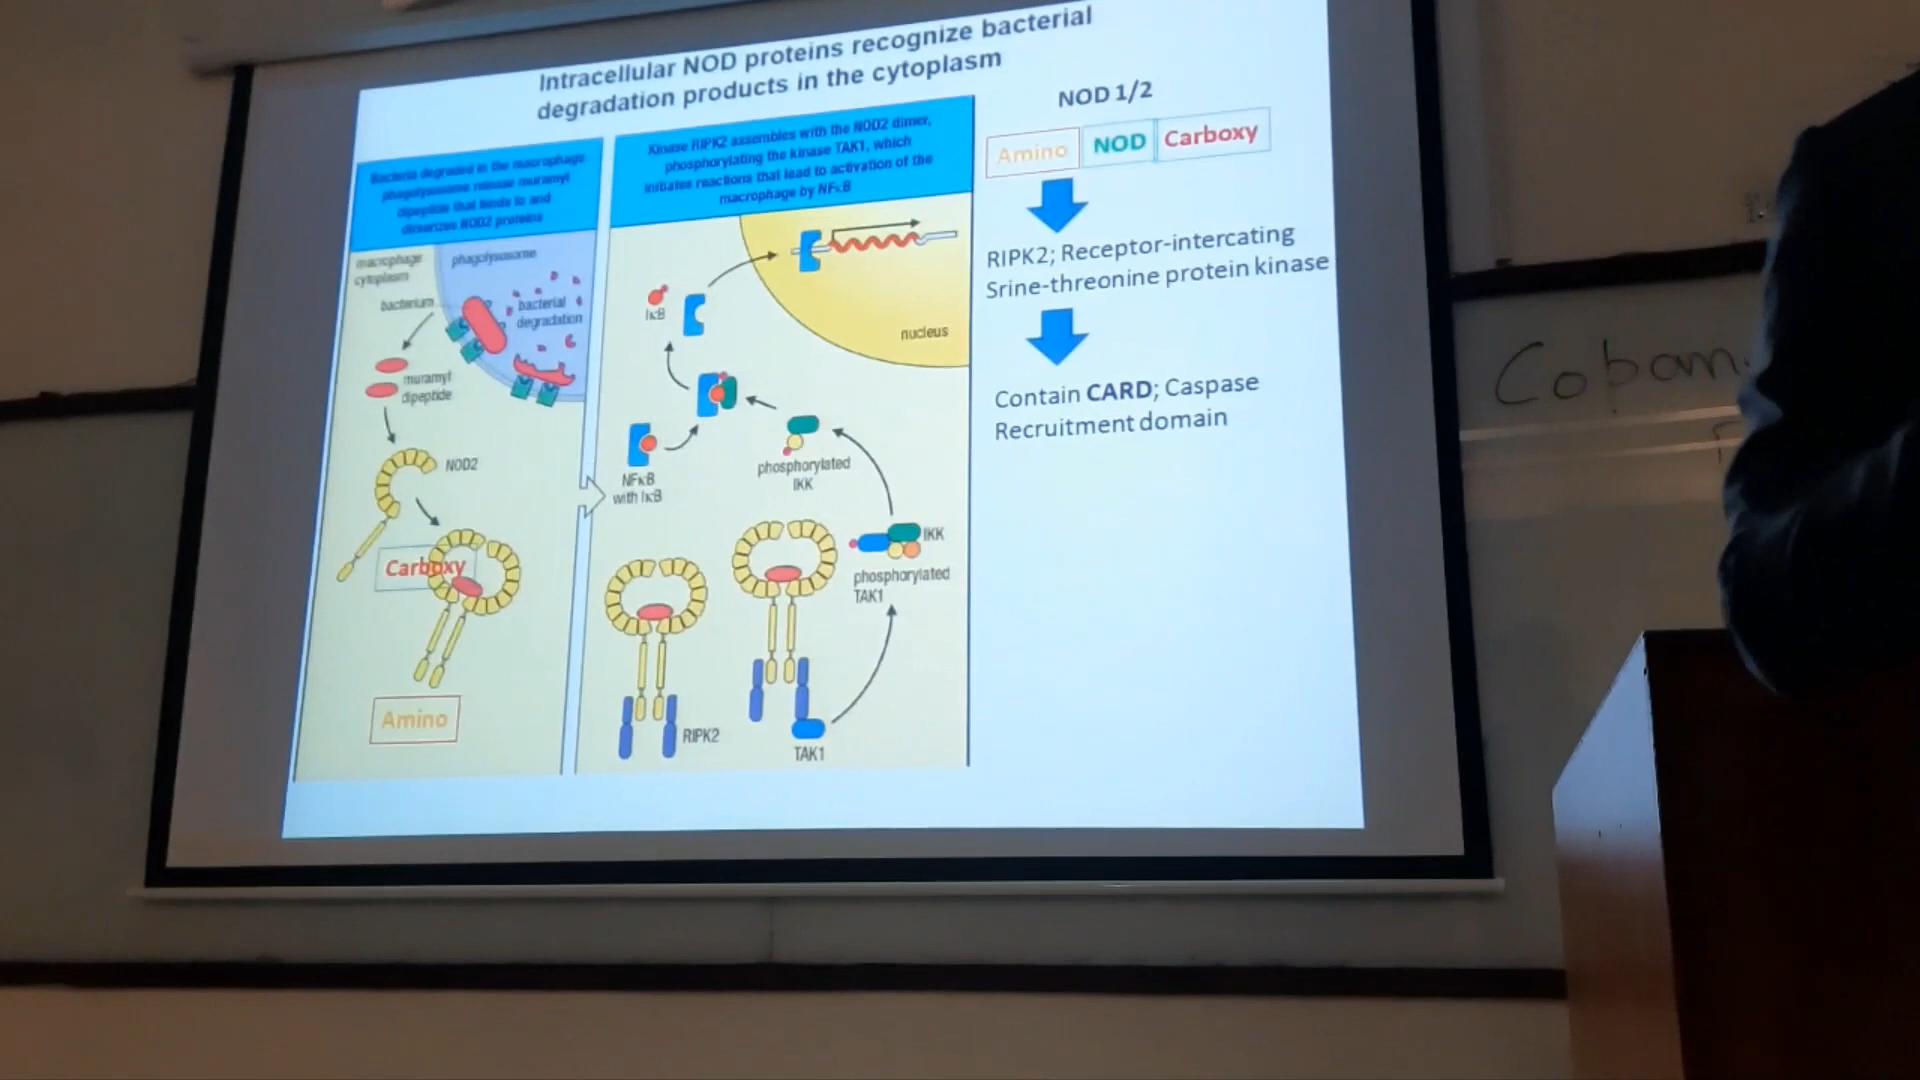 Intracellular NOD proteins recognize bacterial
degradation products in the cytoplasm
Bacteria degraded in the macrophage
phagolysosome release muramyl
dipeptide that binds to and
dimerizes NOD2 proteins
Kinase RIPK2 assembles with the NOD2 dimer,
phosphorylating the kinase TAK1, which
initiates reactions that lead to activation of the
macrophage by NFκB
macrophage
cytoplasm
phagolysosome
bacterium
bacterial
degradation
muramyl
dipeptide
NOD2
Carboxy
Amino
IκB
nucleus
NFκB
with IκB
phosphorylated
IKK
IKK
phosphorylated
TAK1
RIPK2
TAK1
NOD 1/2
Amino NOD Carboxy
RIPK2; Receptor-intercating
Srine-threonine protein kinase
Contain CARD; Caspase
Recruitment domain